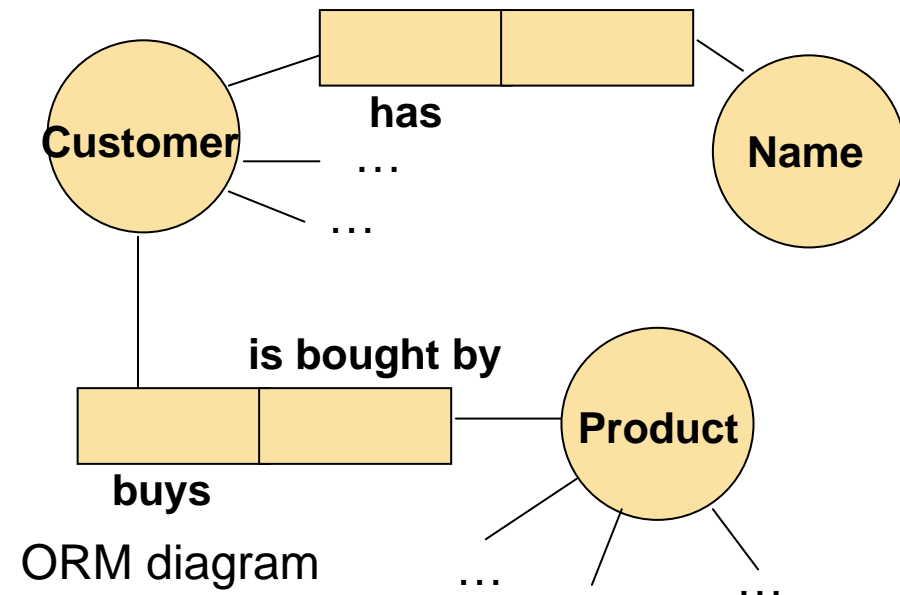 has
Customer
Name
…
…
is bought by
Product
buys
ORM diagram
…
…